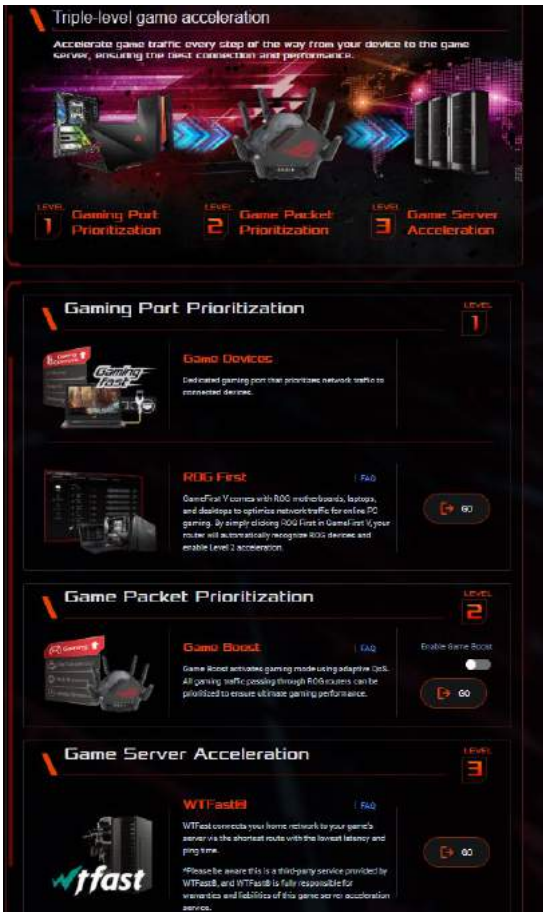 Triple-level game acceleration
Accelerate game traffic every step of the way from your device to the game
server, ensuring the best connection and performance.
LEVEL
1
Gaming Port
Prioritization
LEVEL
2
Game Packet
Prioritization
LEVEL
3
Game Server
Acceleration
Gaming Port Prioritization
LEVEL
1
Gaming
Gaming
Fast
Game Devices
Dedicated gaming port that prioritizes network traffic to
connected devices.
ROG First
FAQ
GameFirst V comes with ROG motherboards, laptops,
and desktops to optimize network traffic for online PC
gaming. By simply clicking ROG First in GameFirst V, your
router will automatically recognize ROG devices and
enable Level 2 acceleration.
GO
Game Packet Prioritization
LEVEL
2
Gaming
Game Boost
FAQ
Game Boost activates gaming mode using adaptive QoS.
All gaming traffic passing through ROG routers can be
prioritized to ensure ultimate gaming performance.
Enable Game Boost
GO
Game Server Acceleration
LEVEL
3
wtfast
WTFast®
FAQ
WTFast connects your home network to your game's
server via the shortest route with the lowest latency and
ping time.
*Please be aware this is a third-party service provided by
WTFast®, and WTFast® is fully responsible for
warranties and liabilities of this game server acceleration
service.
GO